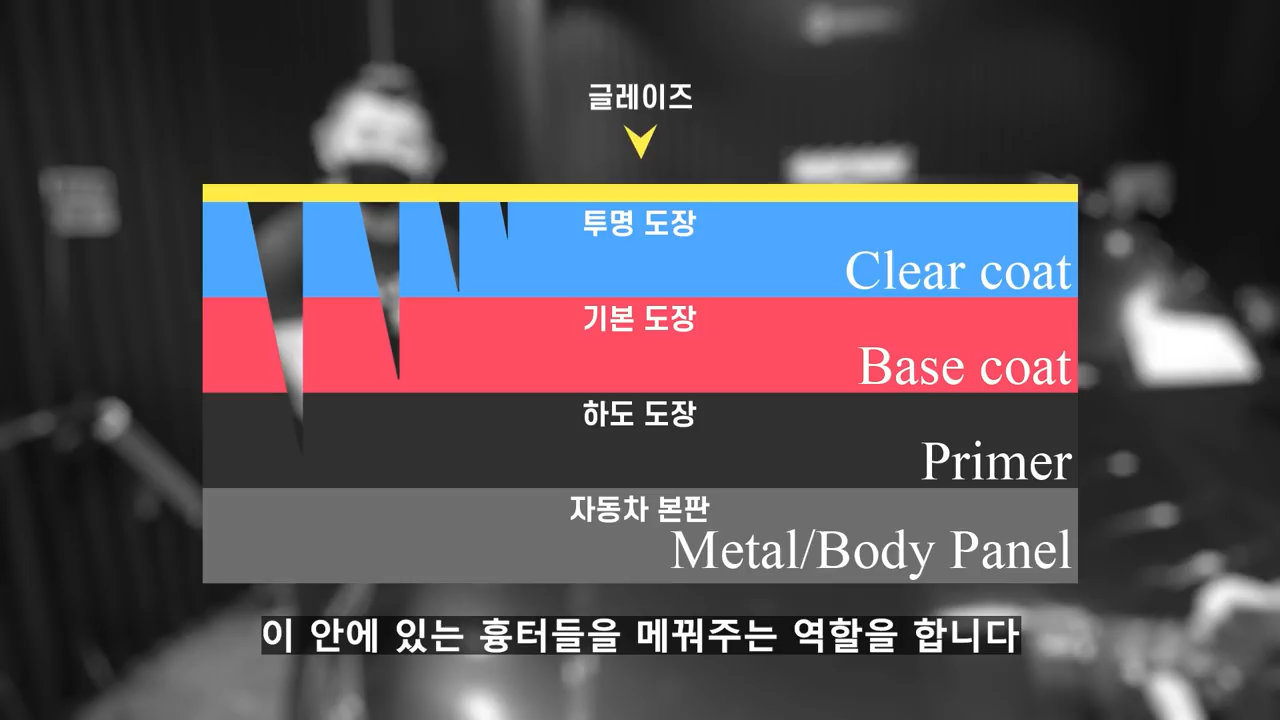 글레이즈
투명 도장
Clear coat
기본 도장
Base coat
하도 도장
Primer
자동차 본판
Metal/Body Panel
이 안에 있는 흉터들을 메꿔주는 역할을 합니다